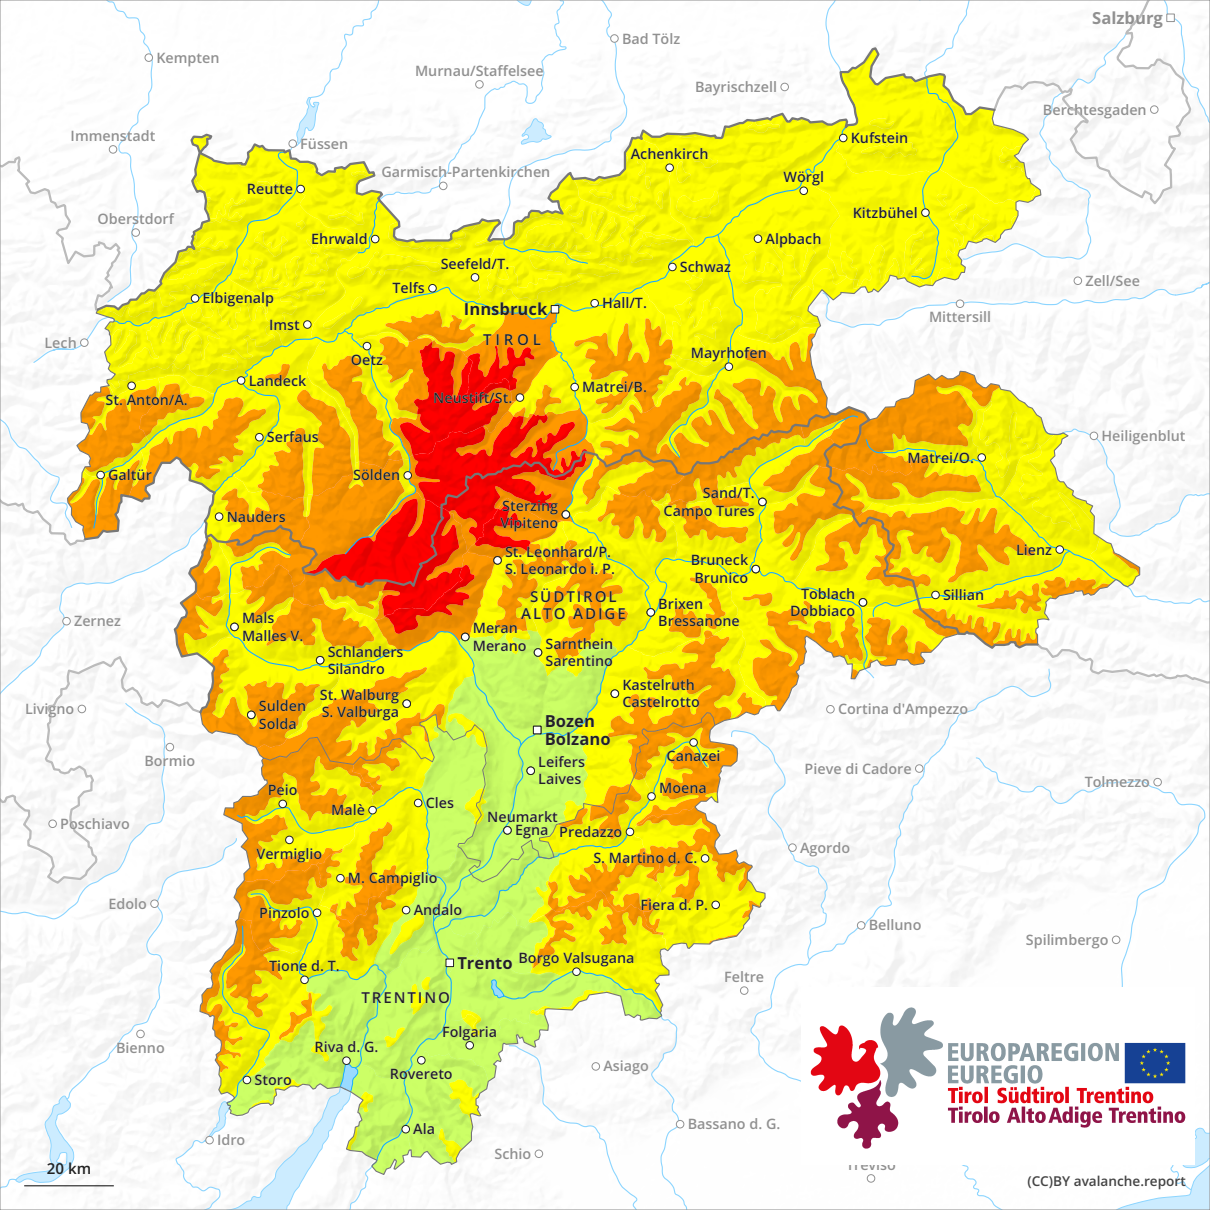 Salzburg
Bad Tölz
Kempten
Murnau/Staffelsee
Bayrischzell
Berchtesgaden
Immenstadt
Füssen
Kufstein
Achenkirch
Garmisch-Partenkirchen
Wörgl
Reutte
Oberstdorf
Kitzbühel
Ehrwald
Alpbach
Seefeld/T.
Schwaz
Zell/See
Telfs
Elbigenalp
Hall/T.
Innsbruck
Mittersill
Imst
TIROL
Lech
Oetz
Mayrhofen
Landeck
Matrei/B.
St. Anton/A.
Neustift/St.
Serfaus
Heiligenblut
Matrei/O.
Galtür
Sölden
Sand/T.
Campo Tures
Sterzing
Vipiteno
Nauders
St. Leonhard/P.
S. Leonardo i. P.
Lienz
Bruneck
Brunico
SÜDTIROL
ALTO ADIGE
Toblach
Dobbiaco
Sillian
Brixen
Bressanone
Zernez
Mals
Malles V.
Meran
Merano
Sarnthein
Sarentino
Schlanders
Silandro
Kastelruth
Castelrotto
St. Walburg
S. Valburga
Sulden
Solda
Livigno
Cortina d'Ampezzo
Bozen
Bolzano
Bormio
Canazei
Leifers
Laives
Pieve di Cadore
Tolmezzo
Peio
Moena
Malè
Cles
Neumarkt
Egna
Poschiavo
Predazzo
Vermiglio
Agordo
S. Martino d. C.
M. Campiglio
Edolo
Pinzolo
Andalo
Fiera d. P.
Belluno
Spilimbergo
Trento
Borgo Valsugana
Tione d. T.
Feltre
TRENTINO
Folgaria
Bienno
Riva d. G.
Rovereto
Asiago
Storo
EUROPAREGION
EUREGIO
Tirol Südtirol Trentino
Tirolo Alto Adige Trentino
Ala
Bassano d. G.
Idro
Schio
Treviso
20 km
(CC)BY avalanche.report